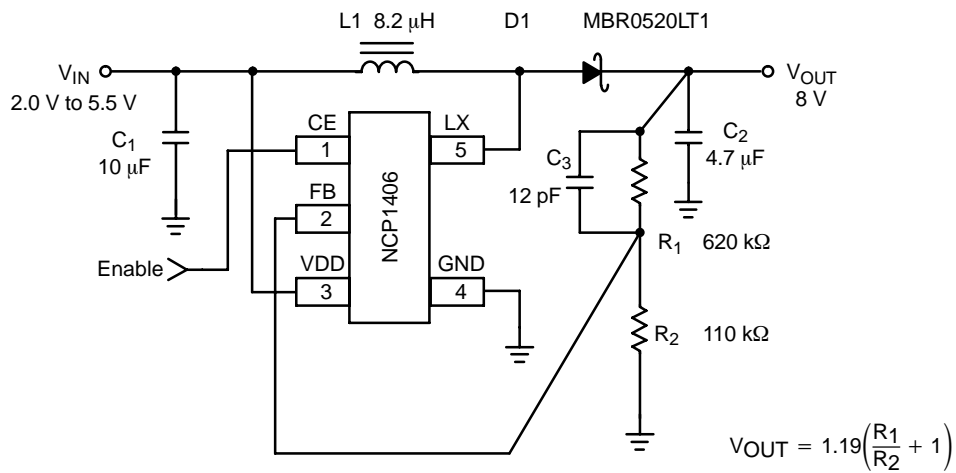 L1 8.2 μH
D1 MBR0520LT1
VIN
2.0 V to 5.5 V
VOUT
8 V
C1
10 μF
CE
1
LX
5
C3
12 pF
C2
4.7 μF
FB
2
NCP1406
R1 620 kΩ
Enable
VDD
3
GND
4
R2 110 kΩ
VOUT = 1.19(R1/R2 + 1)